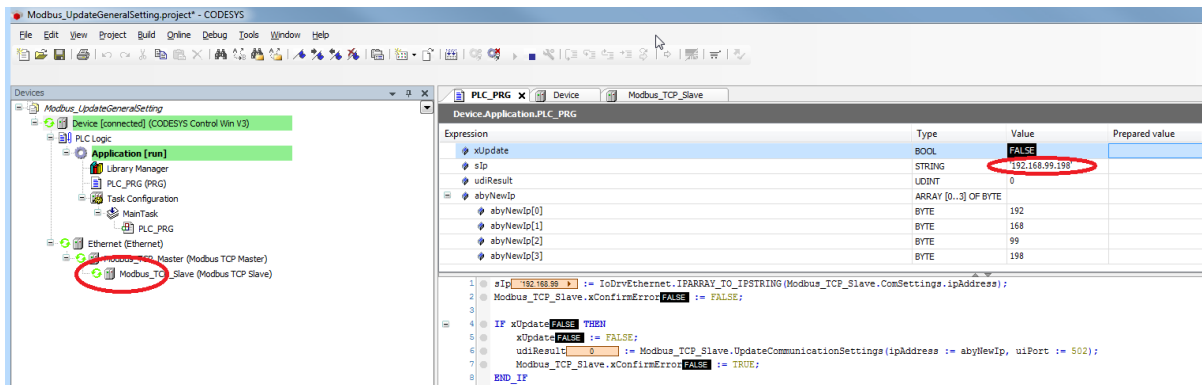 Modbus_UpdateGeneralSetting.project* - CODESYS
File Edit View Project Build Online Debug Tools Window Help
Devices
Modbus_UpdateGeneralSetting
Device [connected] (CODESYS Control Win V3)
PLC Logic
Application [run]
Library Manager
PLC_PRG (PRG)
Task Configuration
MainTask
PLC_PRG
Ethernet (Ethernet)
Modbus_TCP_Master (Modbus TCP Master)
Modbus_TCP_Slave (Modbus TCP Slave)
PLC_PRG Device Modbus_TCP_Slave
Device.Application.PLC_PRG
Expression Type Value Prepared value
xUpdate BOOL FALSE
sIp STRING '192.168.99.198'
udiResult UDINT 0
abyNewIp ARRAY [0..3] OF BYTE
abyNewIp[0] BYTE 192
abyNewIp[1] BYTE 168
abyNewIp[2] BYTE 99
abyNewIp[3] BYTE 198
1 sIp '192.168.99 := IoDrvEthernet.IPARRAY_TO_IPSTRING(Modbus_TCP_Slave.ComSettings.ipAddress);
2 Modbus_TCP_Slave.xConfirmError FALSE := FALSE;
3
4 IF xUpdate FALSE THEN
5 xUpdate FALSE := FALSE;
6 udiResult 0 := Modbus_TCP_Slave.UpdateCommunicationSettings(ipAddress := abyNewIp, uiPort := 502);
7 Modbus_TCP_Slave.xConfirmError FALSE := TRUE;
8 END_IF